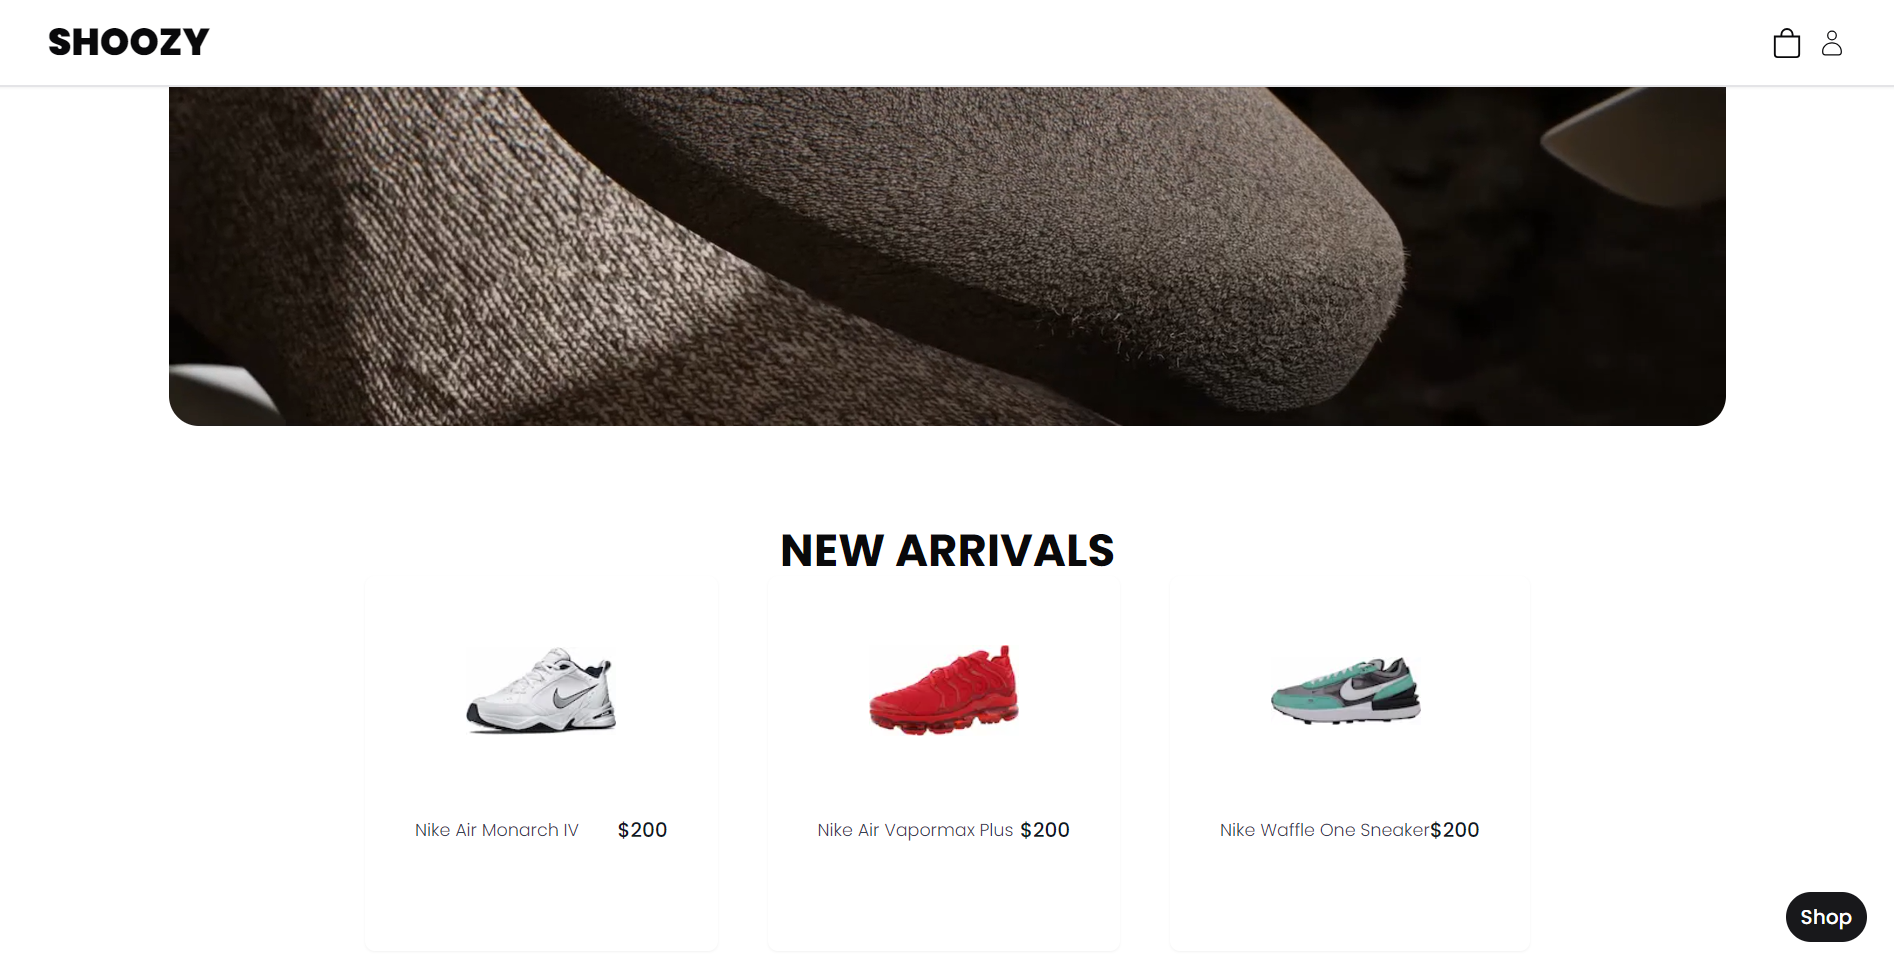 SHOOZY
NEW ARRIVALS
Nike Air Monarch IV $200
Nike Air Vapormax Plus $200
Nike Waffle One Sneaker$200
Shop